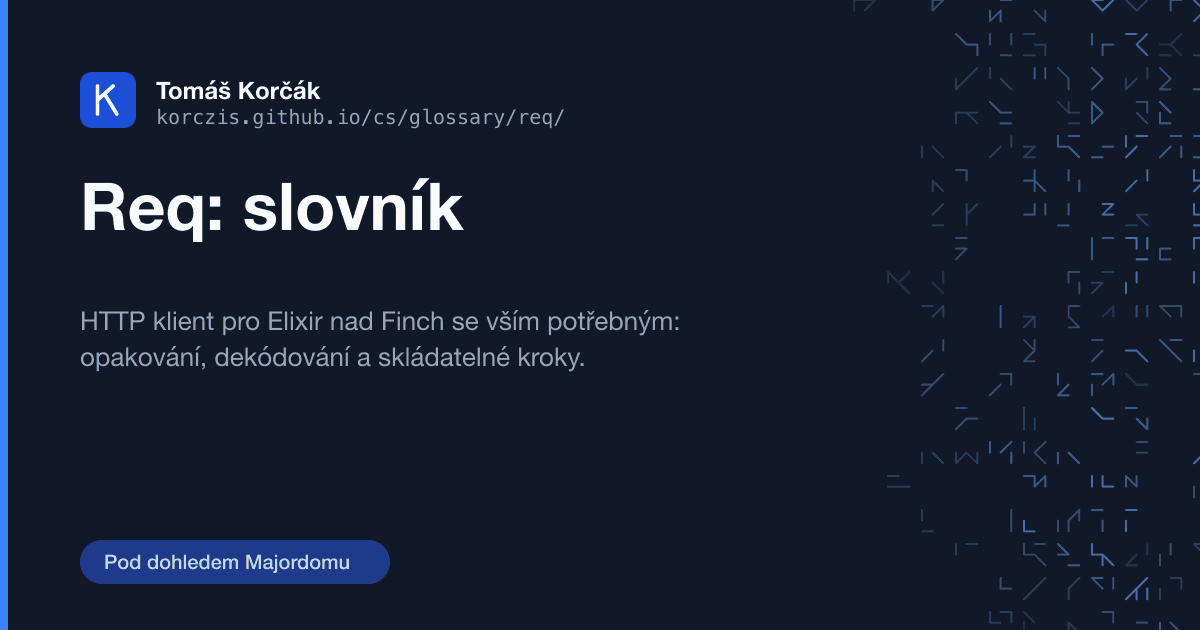 K
Tomáš Korčák
korczis.github.io/cs/glossary/req/
Req: slovník
HTTP klient pro Elixir nad Finch se vším potřebným:
opakování, dekódování a skládatelné kroky.
Pod dohledem Majordomu